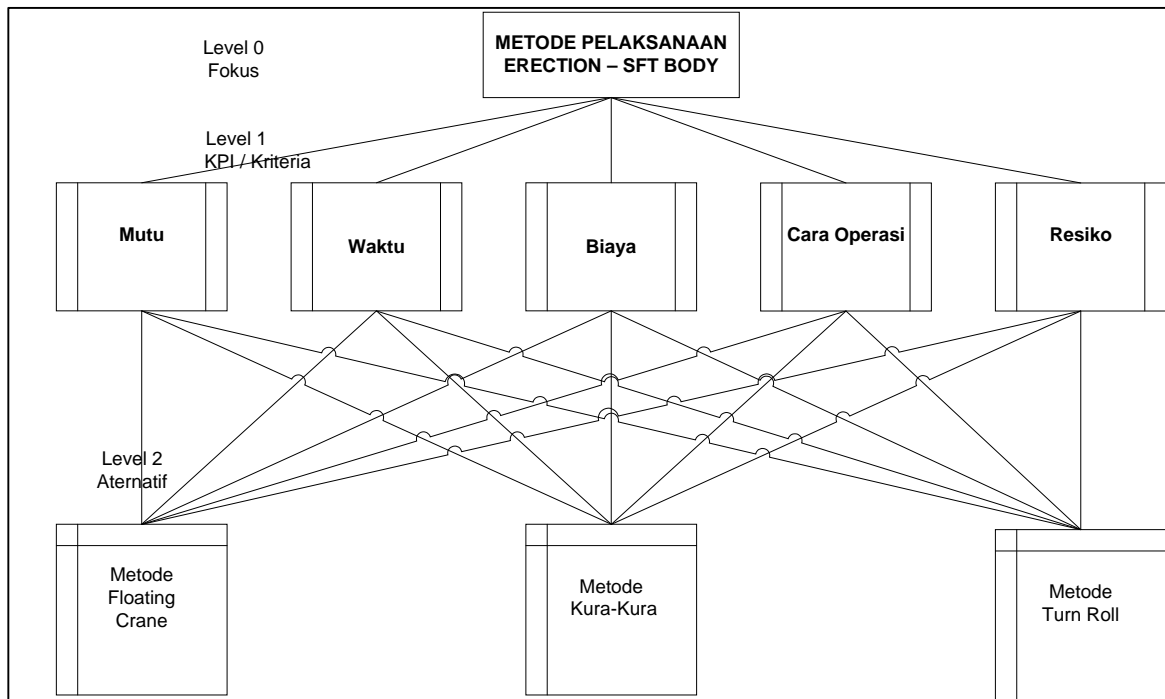 Level 0
Fokus
METODE PELAKSANAAN
ERECTION – SFT BODY
Level 1
KPI / Kriteria
Mutu
Waktu
Biaya
Cara Operasi
Resiko
Level 2
Aternatif
Metode
Floating
Crane
Metode
Kura-Kura
Metode
Turn Roll